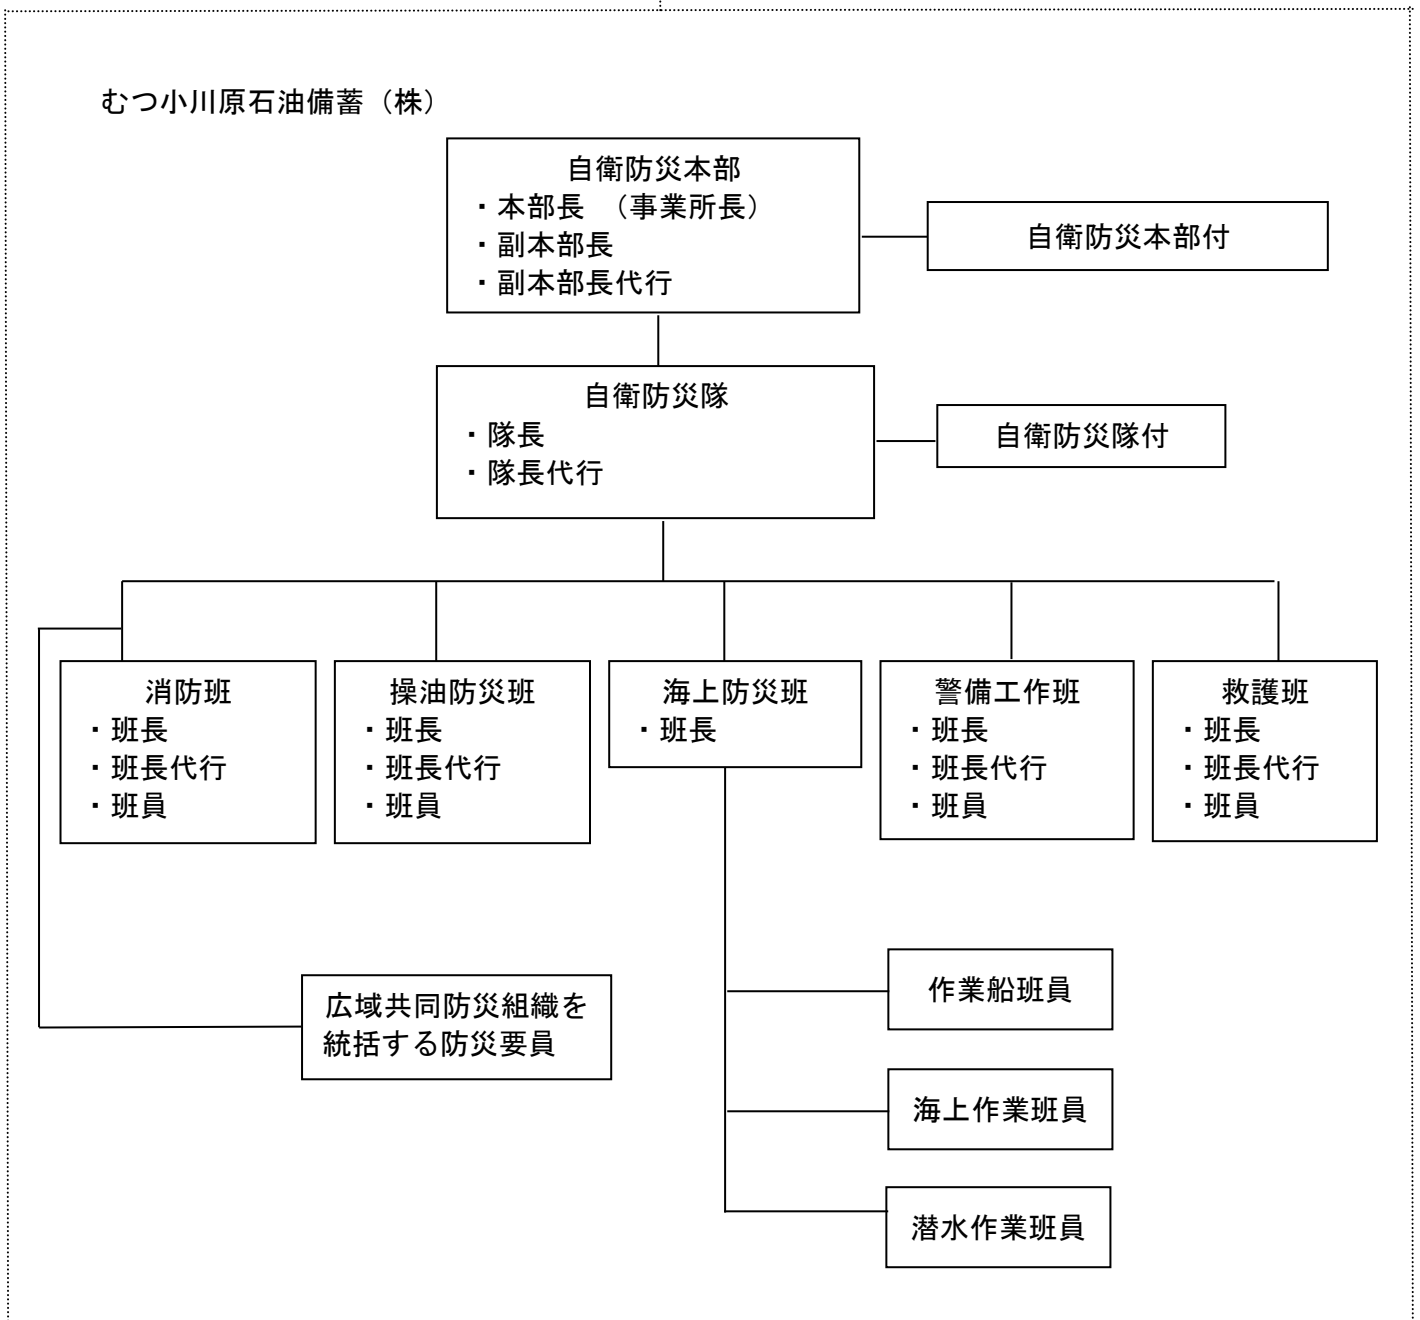 むつ小川原石油備蓄（株）
自衛防災本部
・本部長　（事業所長）
・副本部長
・副本部長代行
自衛防災本部付
自衛防災隊
・隊長
・隊長代行
自衛防災隊付
消防班
・班長
・班長代行
・班員
操油防災班
・班長
・班長代行
・班員
海上防災班
・班長
警備工作班
・班長
・班長代行
・班員
救護班
・班長
・班長代行
・班員
広域共同防災組織を
統括する防災要員
作業船班員
海上作業班員
潜水作業班員